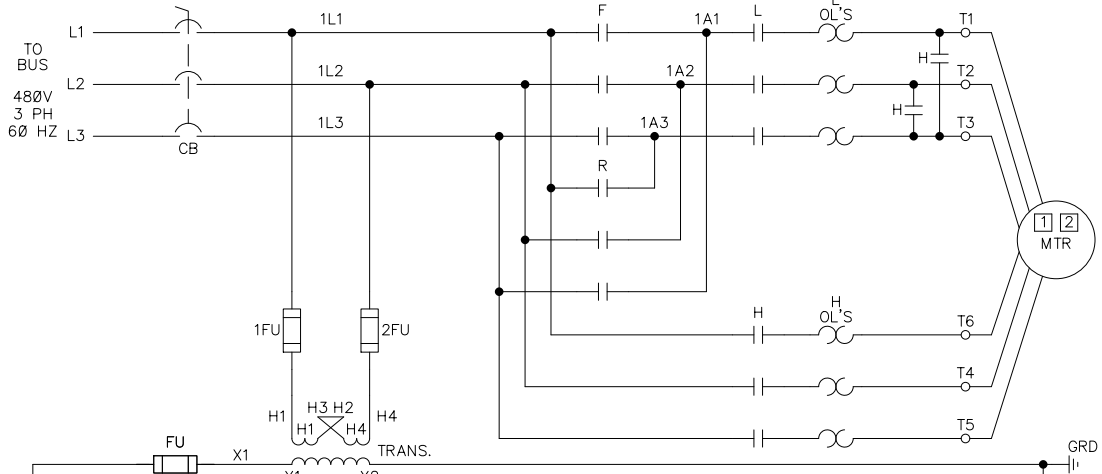 L1
L2
L3
TO
BUS
480V
3 PH
60 HZ
CB
1L1
1L2
1L3
F
R
1A1
1A2
1A3
L
L
OL'S
H
H
T1
T2
T3
1 2
MTR
H
H
OL'S
T6
T4
T5
1FU
2FU
H1
H3 H2
H4
H1
H4
TRANS.
FU
X1
X1
X2
GRD